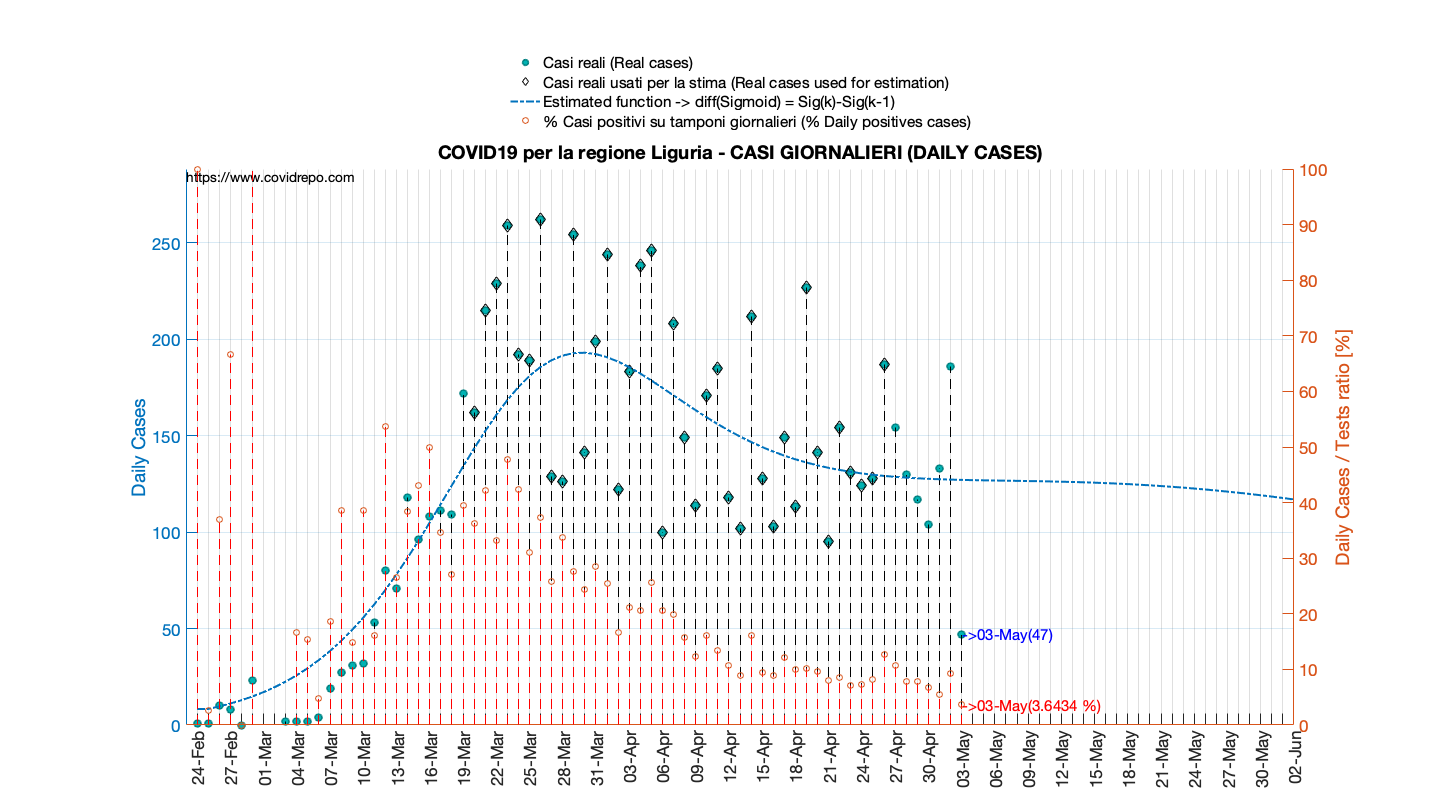 Casi reali (Real cases)
Casi reali usati per la stima (Real cases used for estimation)
Estimated function -> diff(Sigmoid) = Sig(k)-Sig(k-1)
% Casi positivi su tamponi giornalieri (% Daily positives cases)
COVID19 per la regione Liguria - CASI GIORNALIERI (DAILY CASES)
https://www.covidrepo.com
Daily Cases
250
200
150
100
50
0
100
90
80
70
60
50
40
30
20
10
0
Daily Cases / Tests ratio [%]
->03-May(47)
->03-May(3.6434 %)
24-Feb
27-Feb
01-Mar
04-Mar
07-Mar
10-Mar
13-Mar
16-Mar
19-Mar
22-Mar
25-Mar
28-Mar
31-Mar
03-Apr
06-Apr
09-Apr
12-Apr
15-Apr
18-Apr
21-Apr
24-Apr
27-Apr
30-Apr
03-May
06-May
09-May
12-May
15-May
18-May
21-May
24-May
27-May
30-May
02-Jun